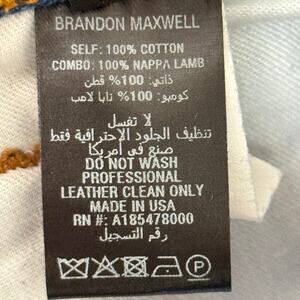 BRANDON MAXWELL
SELF: 100% COTTON
COMBO: 100% NAPPA LAMB
ذاتي: 100% قطن
كومبو: 100% نابا لامب
لا تغسل
تنظيف الجلود الاحترافية فقط
صنع في أمريكا
DO NOT WASH
PROFESSIONAL
LEATHER CLEAN ONLY
MADE IN USA
RN #: A185478000
رقم التسجيل
P